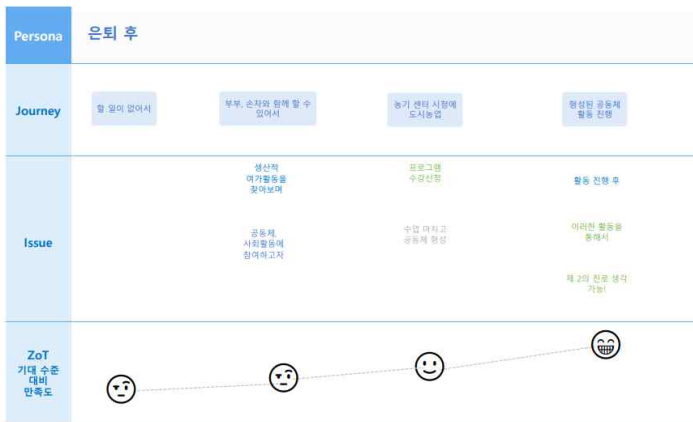 Persona
은퇴 후
Journey
할 일이 없어서
부부, 손자와 함께 할 수
있어서
농기 센터 시청에
도시농업
형성된 공동체
활동 진행
Issue
생산적
여가활동을
찾아보며
공동체,
사회활동에
참여하고자
프로그램
수강신청
수업 마치고
공동체 형성
활동 진행 후
이러한 활동을
통해서
제 2의 진로 생각
가능!
ZoT
기대 수준
대비
만족도